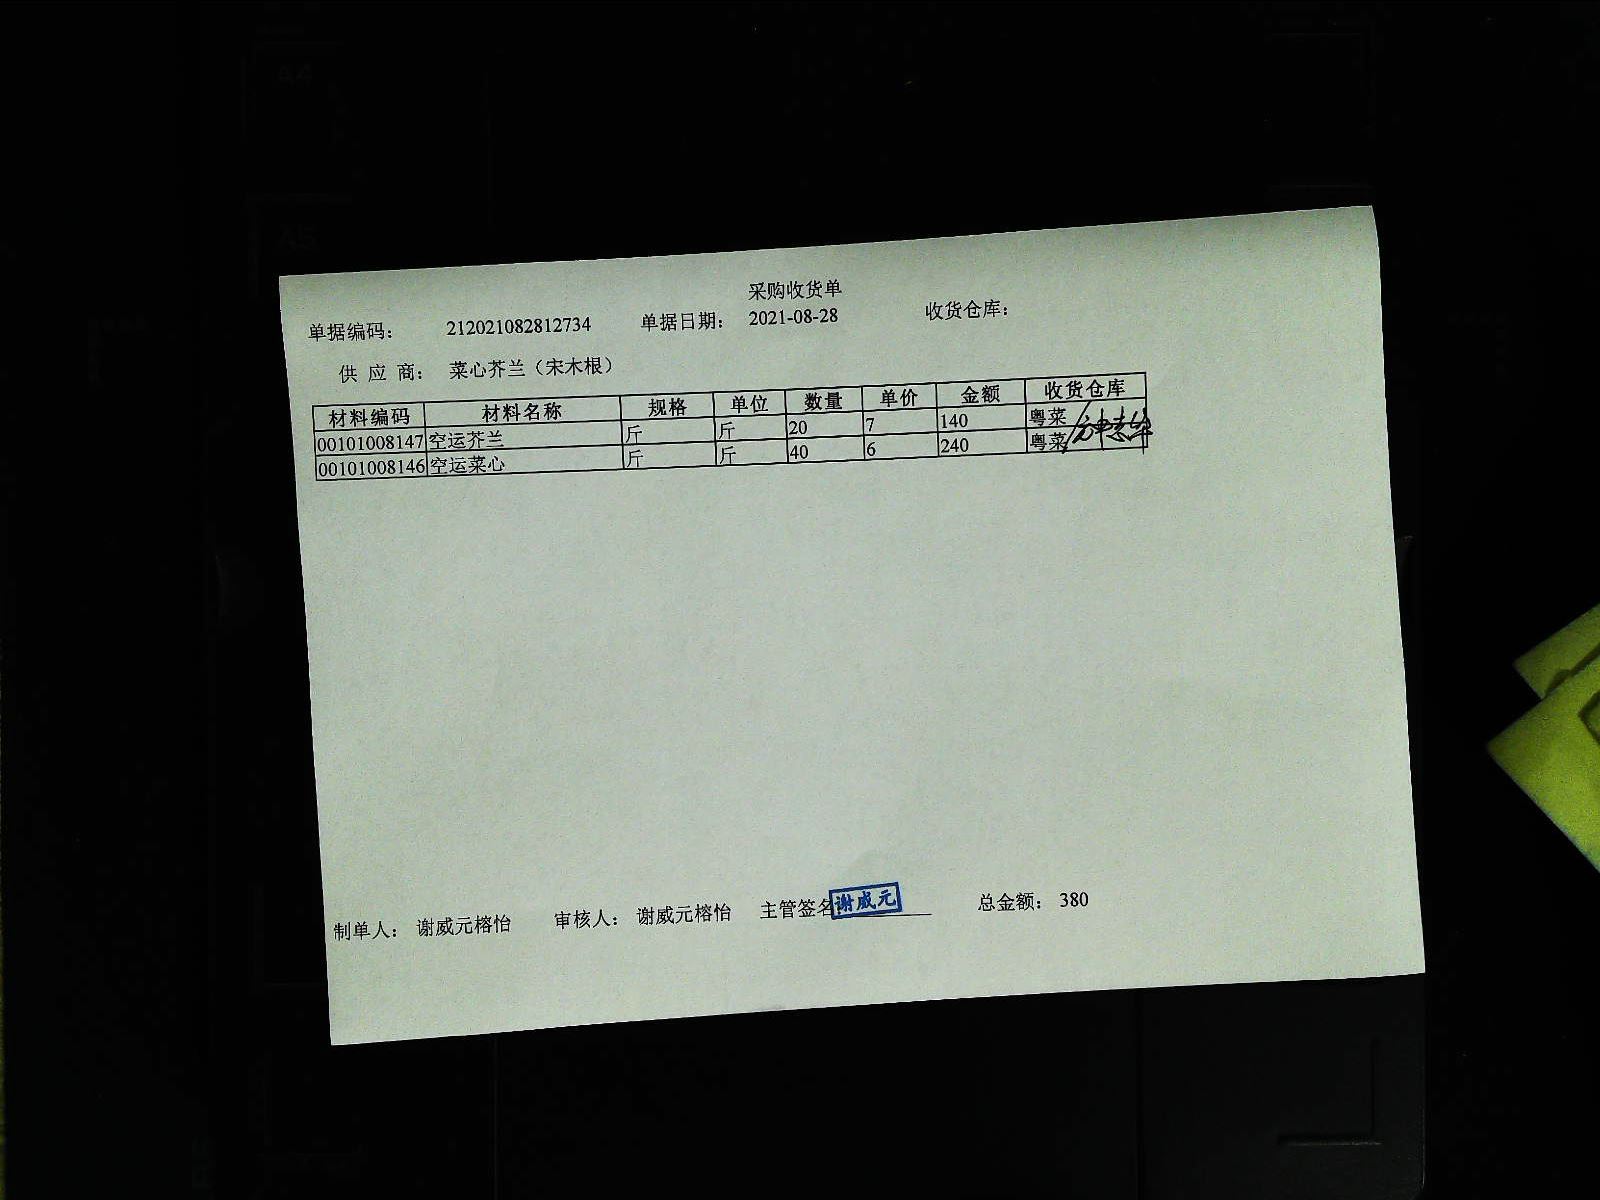 采购收货单
单据编码： 212021082812734 单据日期： 2021-08-28 收货仓库：
供 应 商： 菜心芥兰（宋木根）
材料编码 材料名称 规格 单位 数量 单价 金额 收货仓库
00101008147 空运芥兰 斤 斤 20 7 140 粤菜
00101008146 空运菜心 斤 斤 40 6 240 粤菜
制单人： 谢威元榕怡 审核人： 谢威元榕怡 主管签名 谢威元 总金额： 380
A4
A5